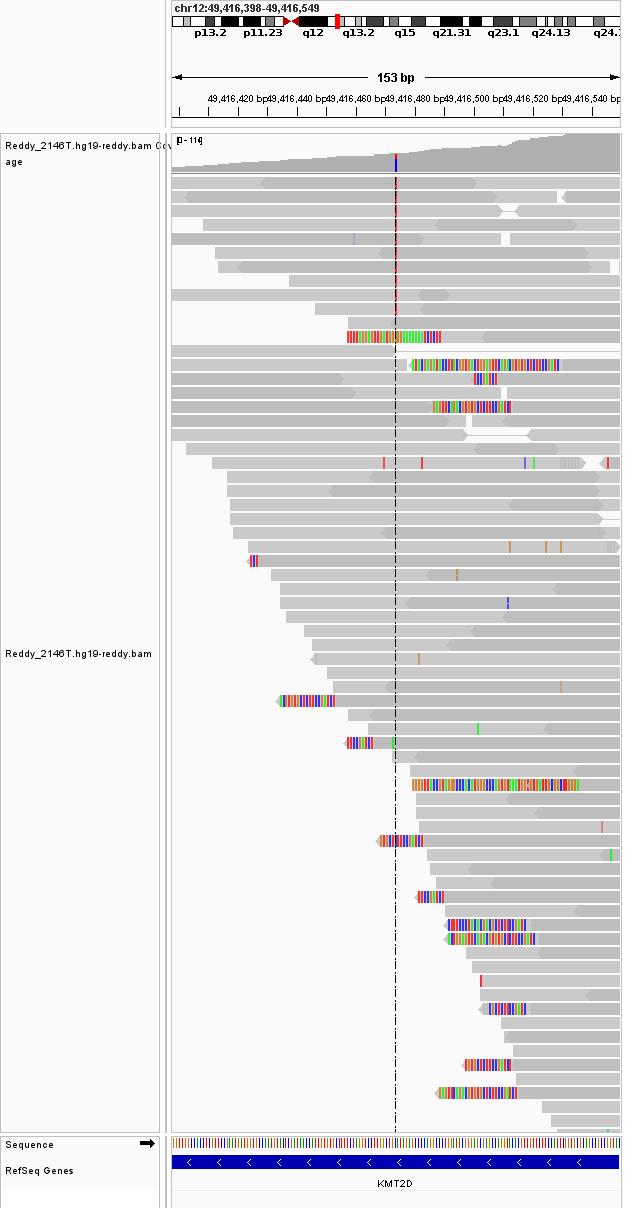 chr12:49,416,398-49,416,549
p13.2 p11.23 q12 q13.2 q15 q21.31 q23.1 q24.13
153 bp
49,416,420 bp 49,416,440 bp 49,416,460 bp 49,416,480 bp 49,416,500 bp 49,416,520 bp 49,416,540 bp
Reddy_2146T.hg19-reddy.bam
age
Reddy_2146T.hg19-reddy.bam
Sequence
RefSeq Genes
KMT2D